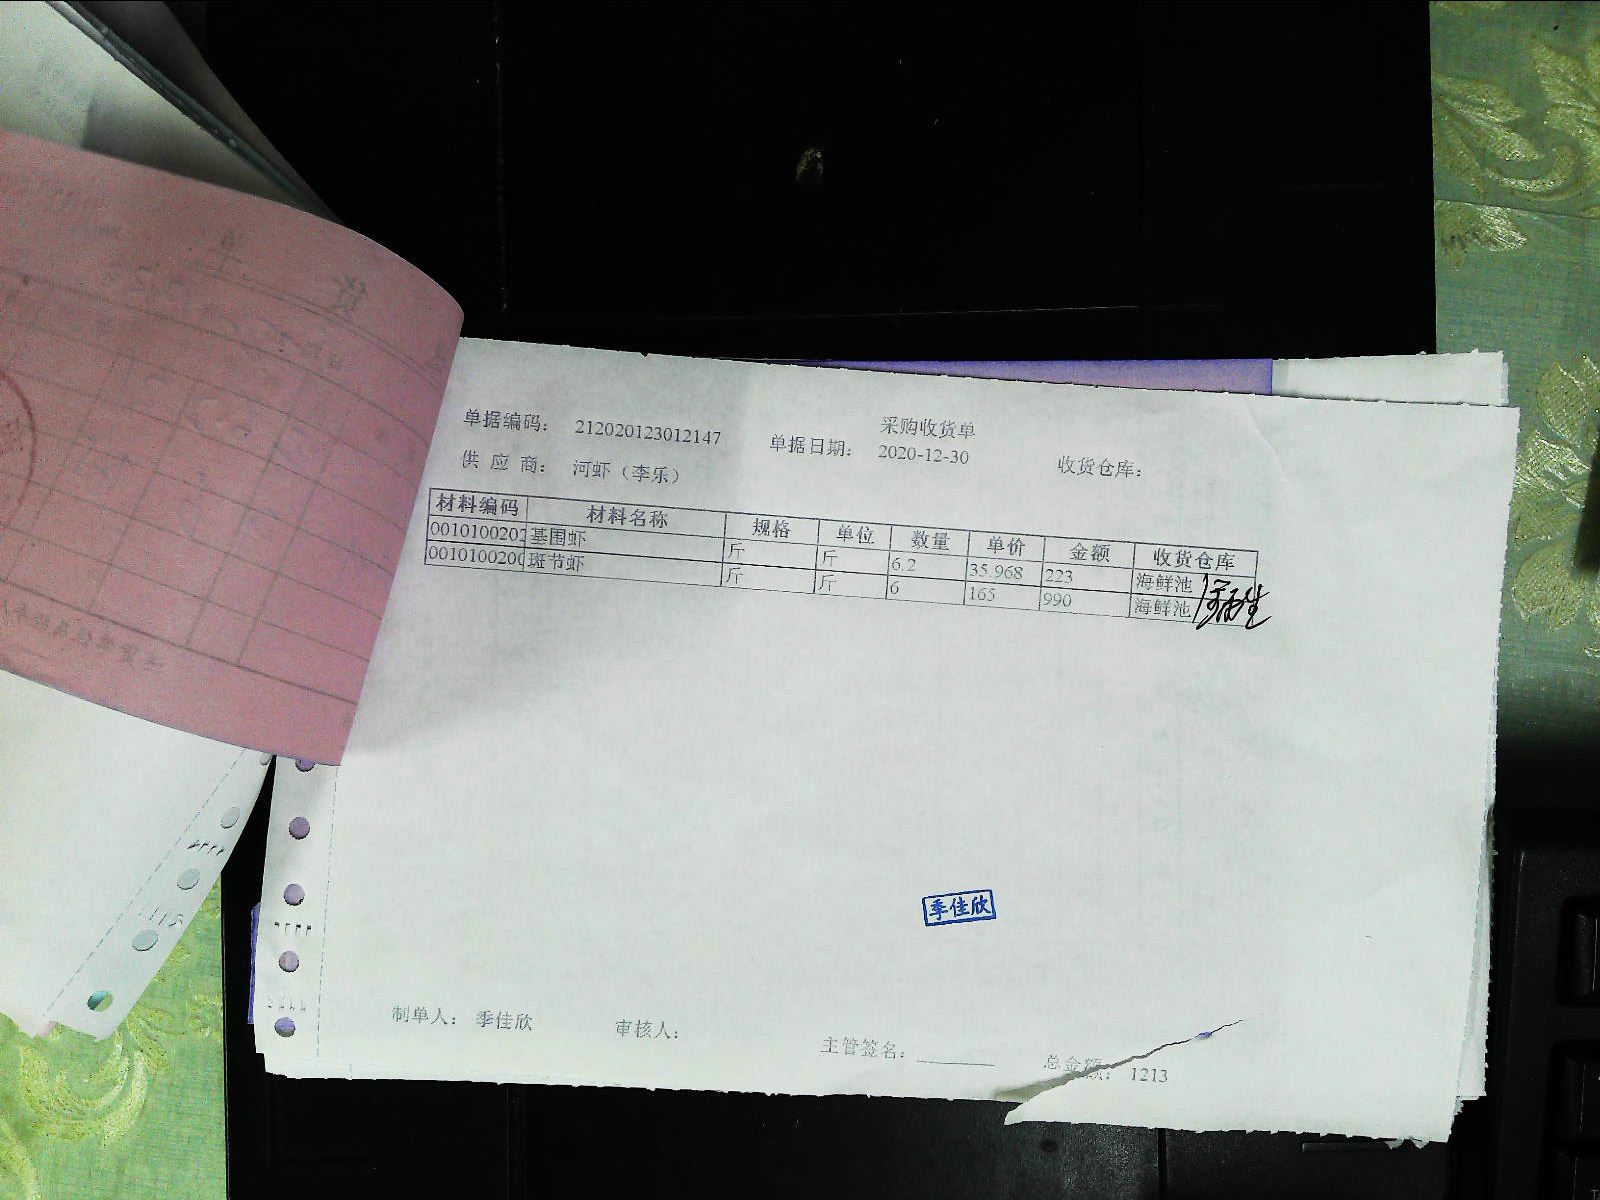 采购收货单
单据编码： 212020123012147 单据日期： 2020-12-30 收货仓库：
供 应 商： 河虾（李乐）
材料编码 材料名称 规格 单位 数量 单价 金额 收货仓库
0010100202 基围虾 斤 斤 6.2 35.968 223 海鲜池
0010100200 斑节虾 斤 斤 6 165 990 海鲜池
季佳欣
制单人： 季佳欣 审核人： 主管签名： 总金额： 1213